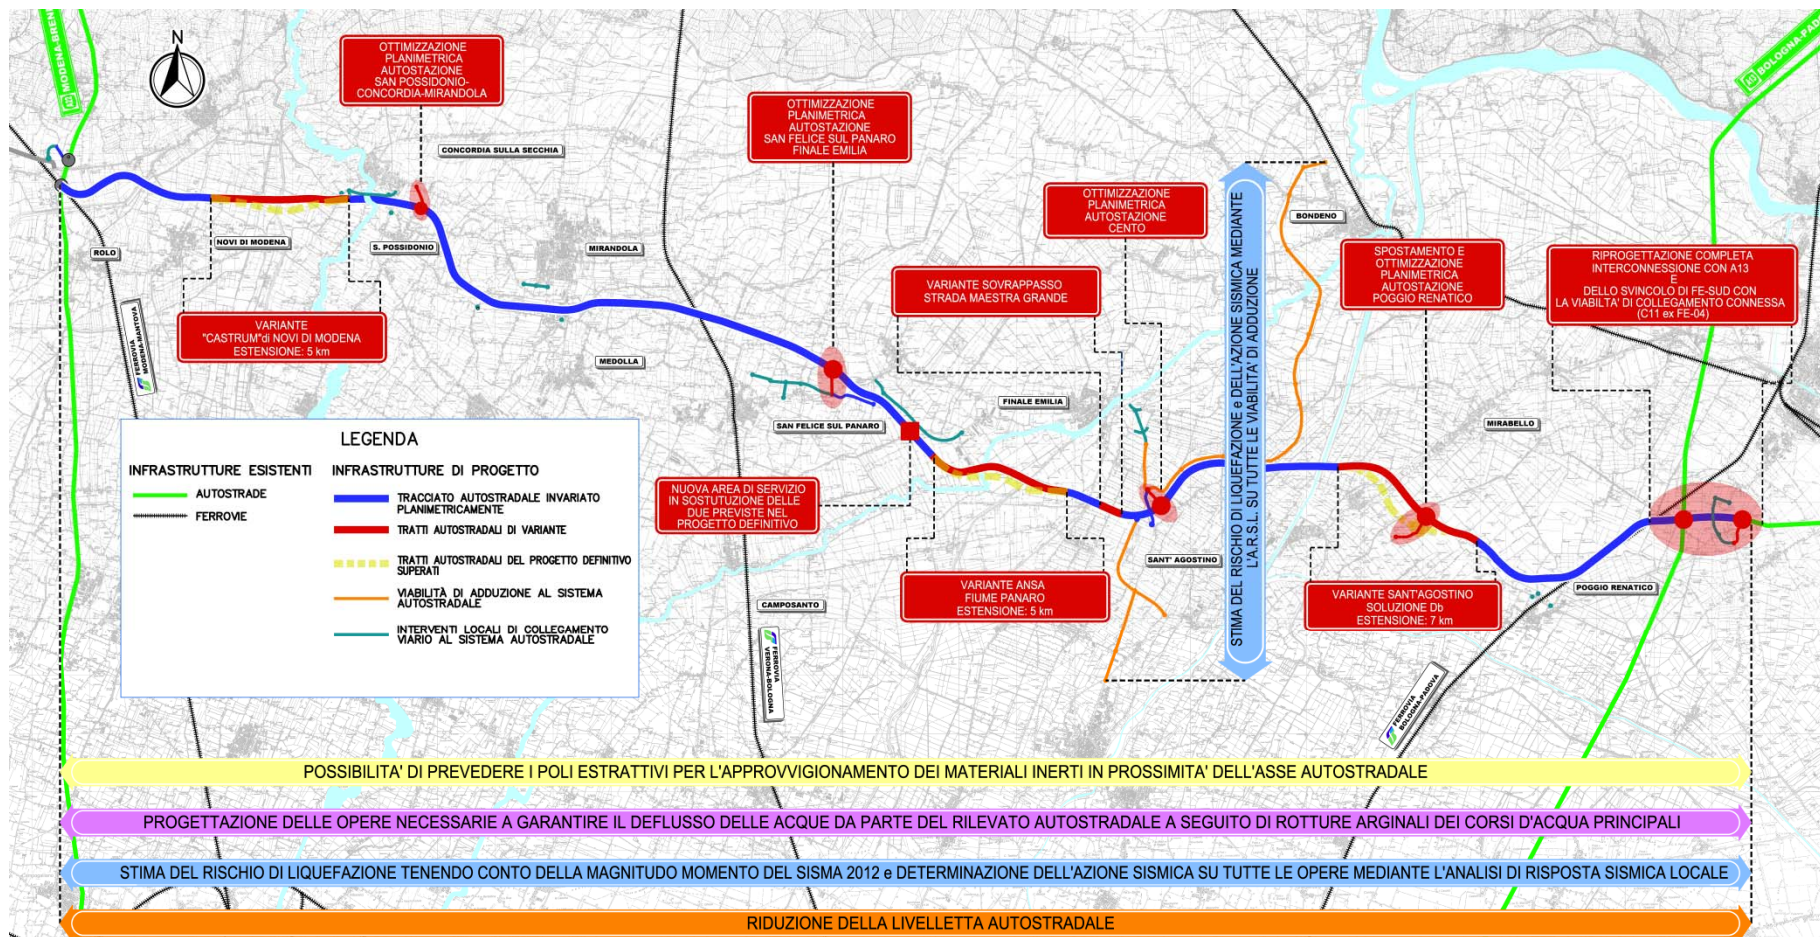 A22 MODENA-BREN
N
OTTIMIZZAZIONE
PLANIMETRICA
AUTOSTAZIONE
SAN POSSIDONIO-
CONCORDIA-MIRANDOLA
CONCORDIA SULLA SECCHIA
OTTIMIZZAZIONE
PLANIMETRICA
AUTOSTAZIONE
SAN FELICE SUL PANARO
FINALE EMILIA
OTTIMIZZAZIONE
PLANIMETRICA
AUTOSTAZIONE
CENTO
BONDENO
SPOSTAMENTO E
OTTIMIZZAZIONE
PLANIMETRICA
AUTOSTAZIONE
POGGIO RENATICO
RIPROGETTAZIONE COMPLETA
INTERCONNESSIONE CON A13
E
DELLO SVINCOLO DI FE-SUD CON
LA VIABILTA' DI COLLEGAMENTO CONNESSA
(C11 ex FE-04)
A13 BOLOGNA-PAD
ROLO
NOVI DI MODENA
S. POSSIDONIO
MIRANDOLA
VARIANTE
"CASTRUM"di NOVI DI MODENA
ESTENSIONE: 5 km
FERROVIA
MODENA-MANTOVA
MEDOLLA
VARIANTE SOVRAPPASSO
STRADA MAESTRA GRANDE
FINALE EMILIA
SAN FELICE SUL PANARO
MIRABELLO
STIMA DEL RISCHIO DI LIQUEFAZIONE e DELL'AZIONE SISMICA MEDIANTE
L'A.R.S.L. SU TUTTE LE VIABILITA' DI ADDUZIONE
LEGENDA
INFRASTRUTTURE ESISTENTI
AUTOSTRADE
FERROVIE
INFRASTRUTTURE DI PROGETTO
TRACCIATO AUTOSTRADALE INVARIATO
PLANIMETRICAMENTE
TRATTI AUTOSTRADALI DI VARIANTE
TRATTI AUTOSTRADALI DEL PROGETTO DEFINITIVO
SUPERATI
VIABILITÀ DI ADDUZIONE AL SISTEMA
AUTOSTRADALE
INTERVENTI LOCALI DI COLLEGAMENTO
VIARIO AL SISTEMA AUTOSTRADALE
NUOVA AREA DI SERVIZIO
IN SOSTUTUZIONE DELLE
DUE PREVISTE NEL
PROGETTO DEFINITIVO
SANT' AGOSTINO
VARIANTE ANSA
FIUME PANARO
ESTENSIONE: 5 km
VARIANTE SANT'AGOSTINO
SOLUZIONE Db
ESTENSIONE: 7 km
POGGIO RENATICO
CAMPOSANTO
FERROVIA
VERONA-BOLOGNA
FERROVIA
BOLOGNA-PADOVA
POSSIBILITA' DI PREVEDERE I POLI ESTRATTIVI PER L'APPROVVIGIONAMENTO DEI MATERIALI INERTI IN PROSSIMITA' DELL'ASSE AUTOSTRADALE
PROGETTAZIONE DELLE OPERE NECESSARIE A GARANTIRE IL DEFLUSSO DELLE ACQUE DA PARTE DEL RILEVATO AUTOSTRADALE A SEGUITO DI ROTTURE ARGINALI DEI CORSI D'ACQUA PRINCIPALI
STIMA DEL RISCHIO DI LIQUEFAZIONE TENENDO CONTO DELLA MAGNITUDO MOMENTO DEL SISMA 2012 e DETERMINAZIONE DELL'AZIONE SISMICA SU TUTTE LE OPERE MEDIANTE L'ANALISI DI RISPOSTA SISMICA LOCALE
RIDUZIONE DELLA LIVELLETTA AUTOSTRADALE